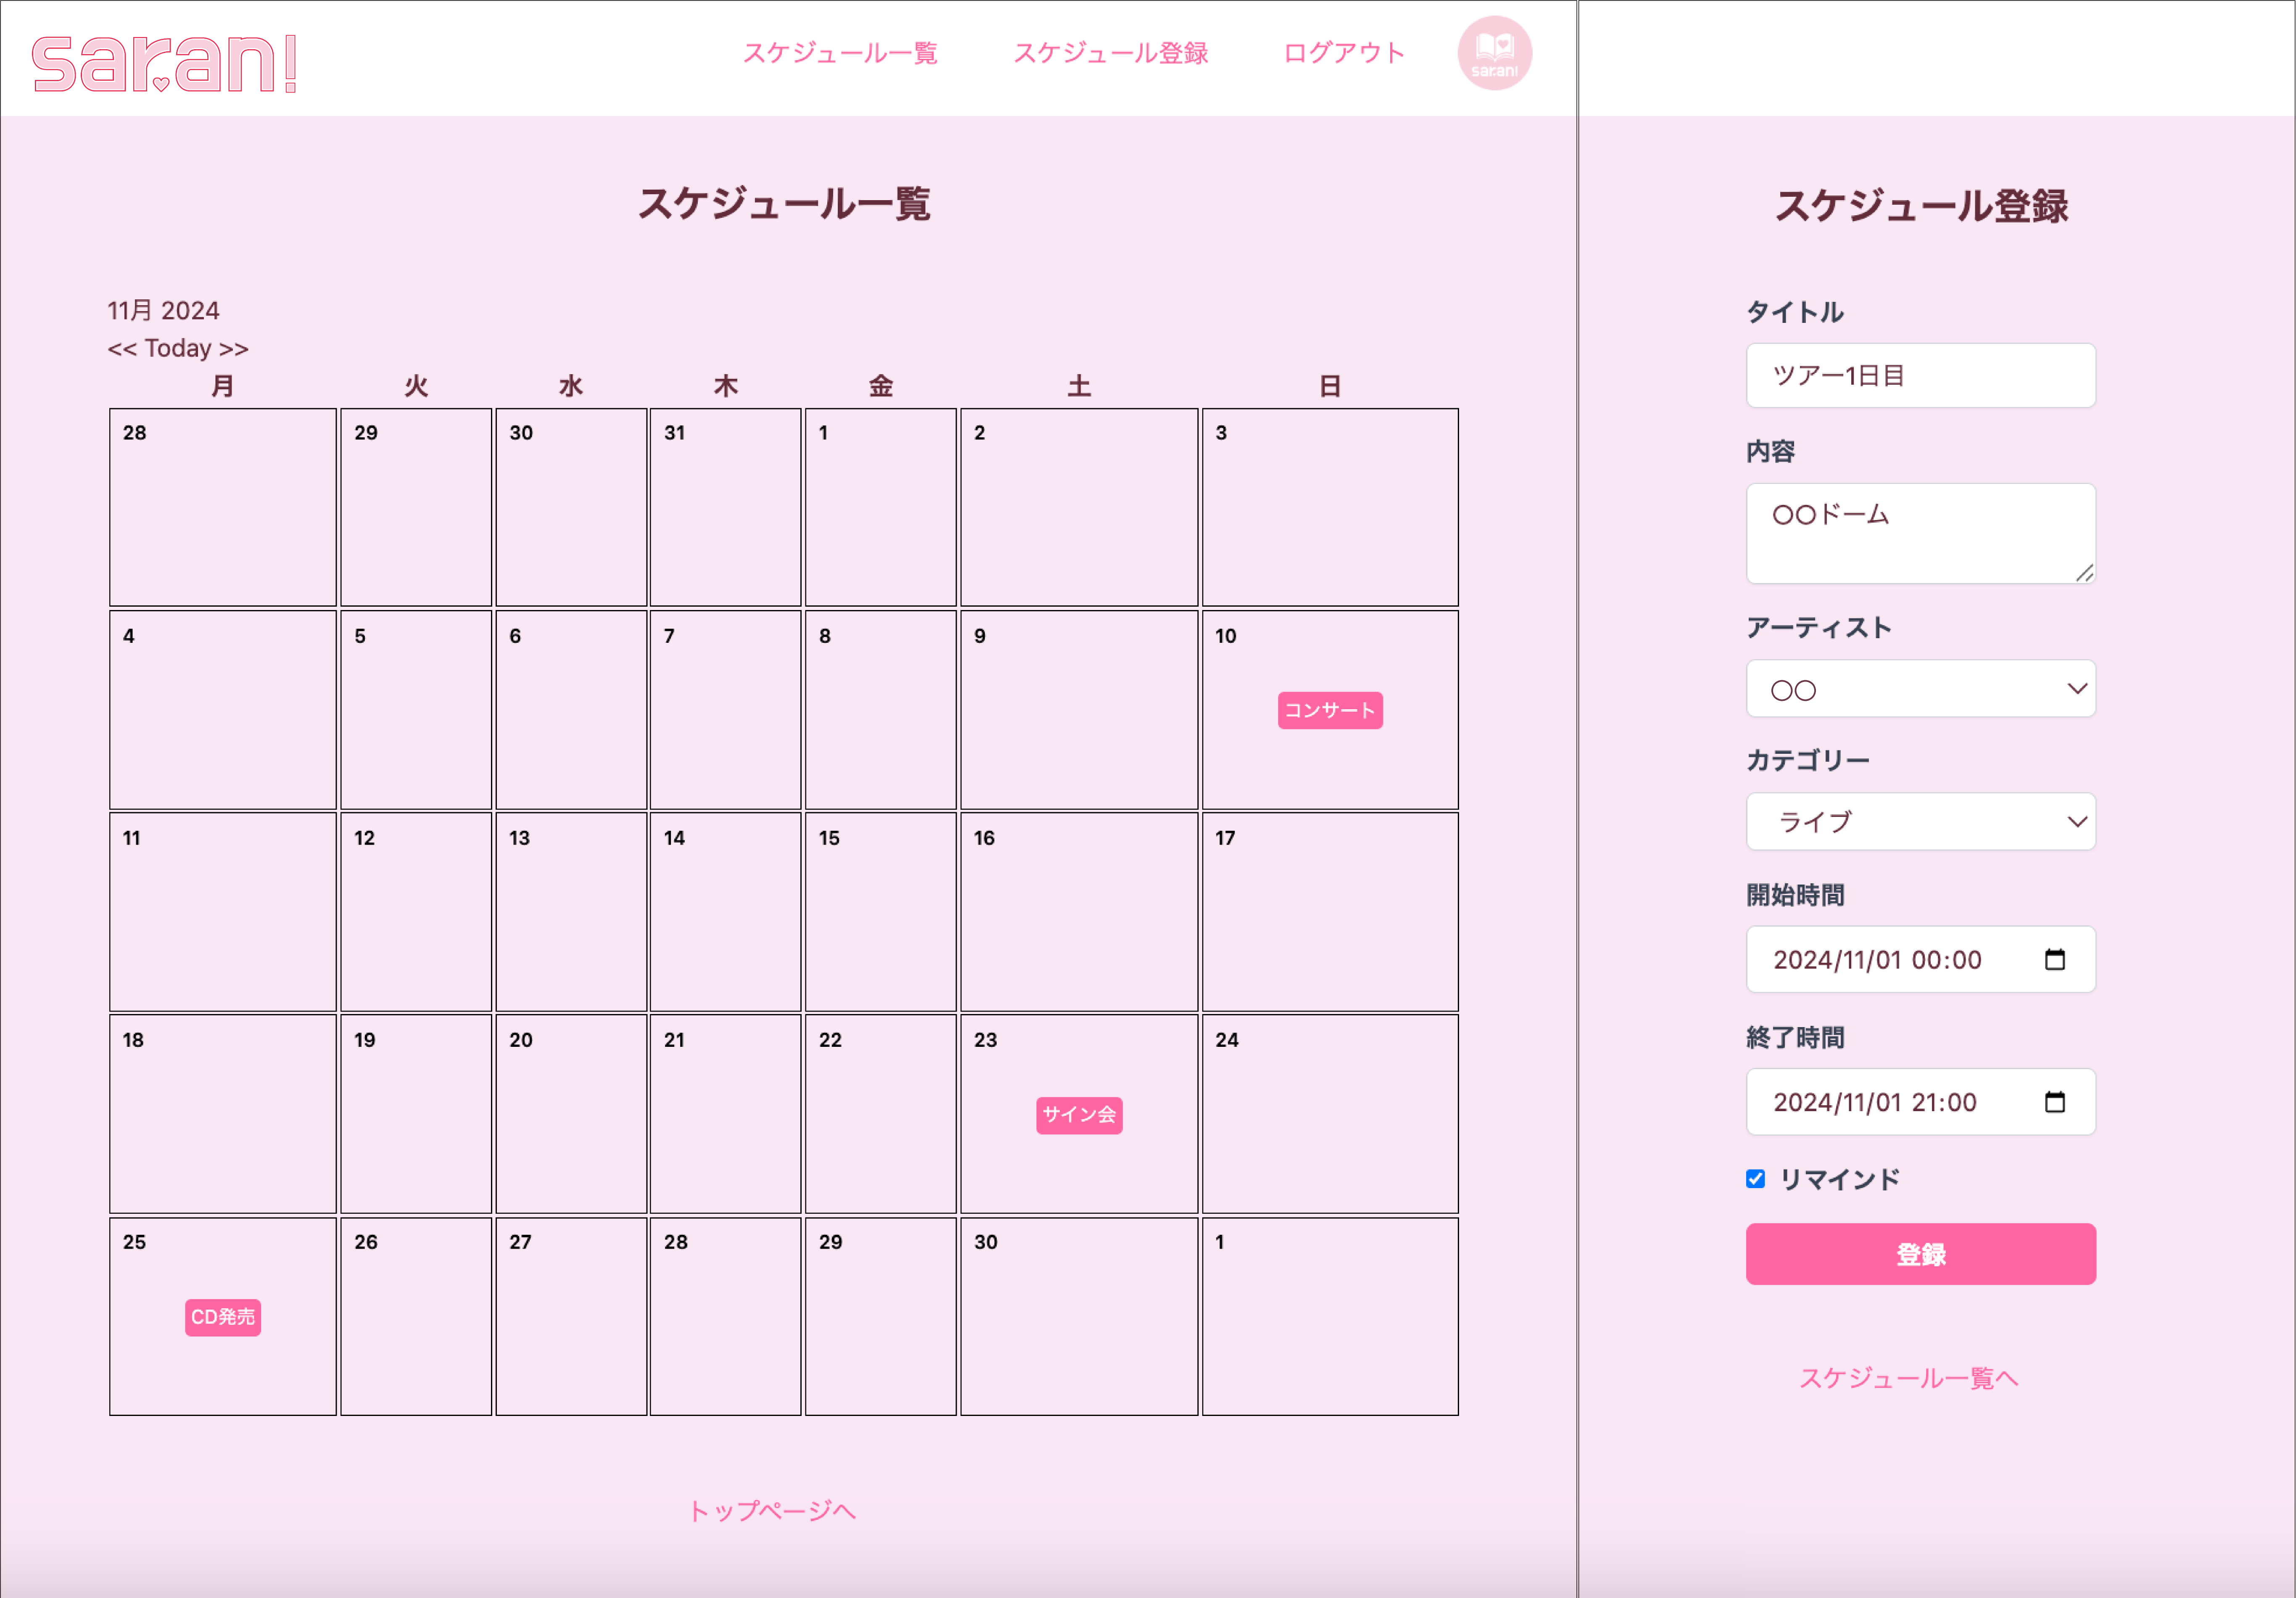 saran!
スケジュール一覧 スケジュール登録 ログアウト
saran!
スケジュール一覧
11月 2024
<< Today >>
月 火 水 木 金 土 日
28 29 30 31 1 2 3
4 5 6 7 8 9 10
コンサート
11 12 13 14 15 16 17
18 19 20 21 22 23 24
サイン会
25 26 27 28 29 30 1
CD発売
トップページへ
スケジュール登録
タイトル
ツアー1日目
内容
○○ドーム
アーティスト
○○
カテゴリー
ライブ
開始時間
2024/11/01 00:00
終了時間
2024/11/01 21:00
リマインド
登録
スケジュール一覧へ